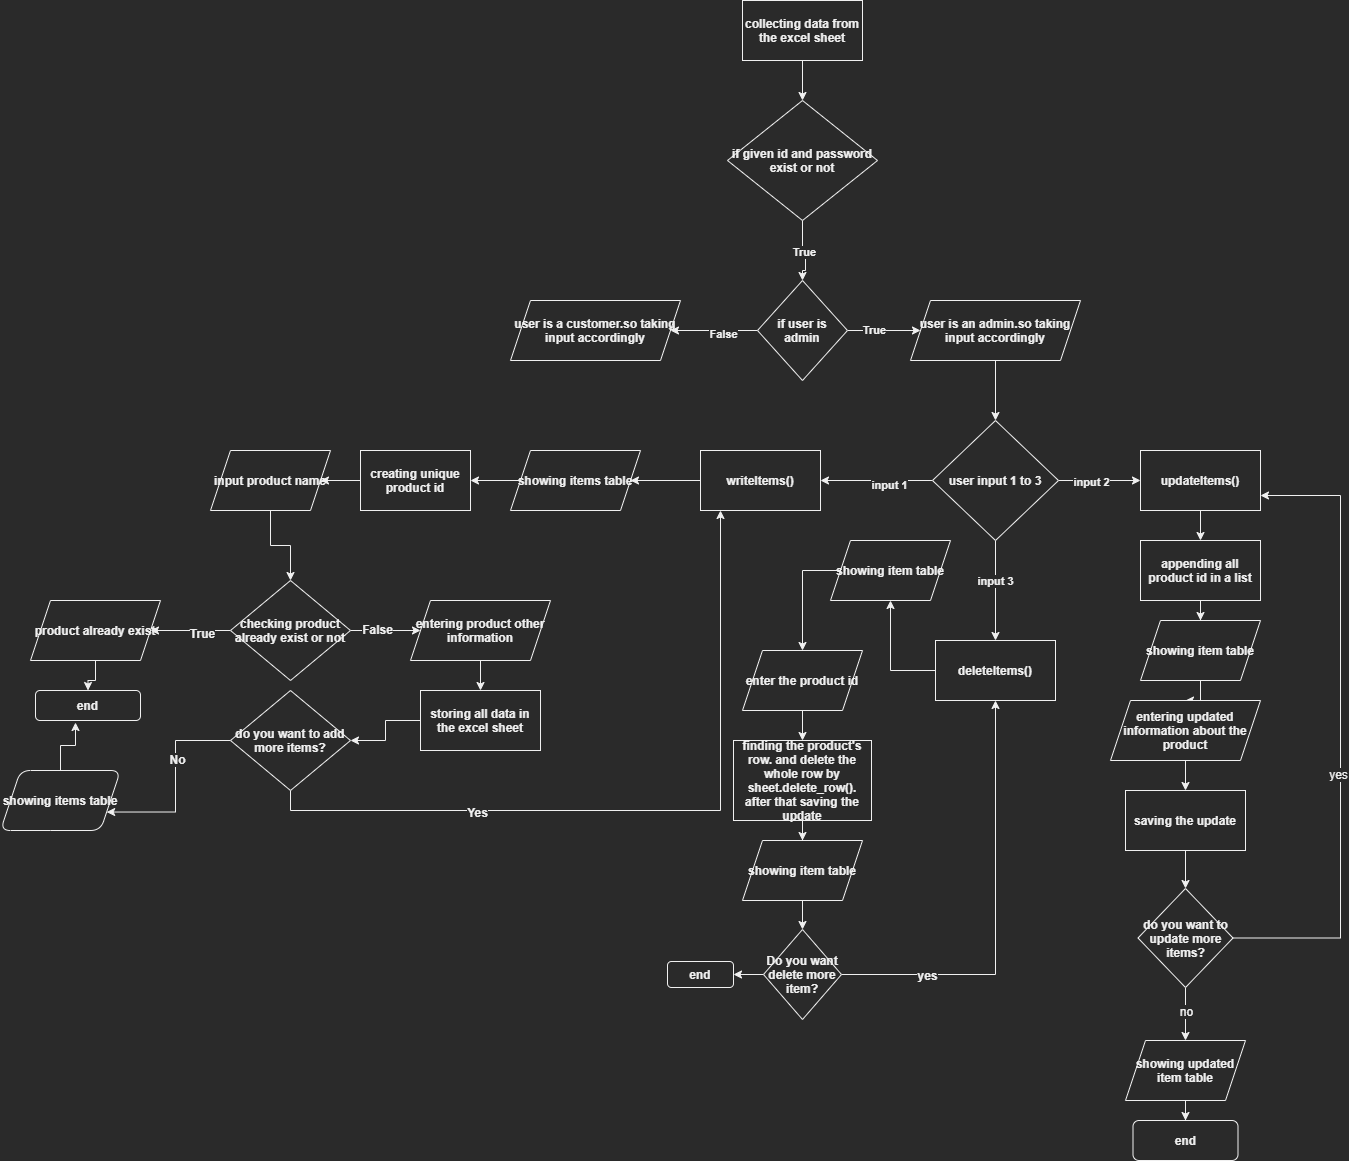 collecting data from
the excel sheet
if given id and password
exist or not
True
user is a customer.so taking
input accordingly
False
if user is
admin
True
user is an admin.so taking
input accordingly
input product name
creating unique
product id
showing items table
writeItems()
input 1
user input 1 to 3
input 2
updateItems()
input 3
showing item table
appending all
product id in a list
product already exist
True
checking product
already exist or not
False
entering product other
information
showing item table
enter the product id
deleteItems()
end
do you want to add
more items?
storing all data in
the excel sheet
entering updated
information about the
product
No
showing items table
Yes
finding the product's
row. and delete the
whole row by
sheet.delete_row().
after that saving the
update
yes
saving the update
showing item table
do you want to
update more
items?
end
Do you want
delete more
item?
yes
no
showing updated
item table
end